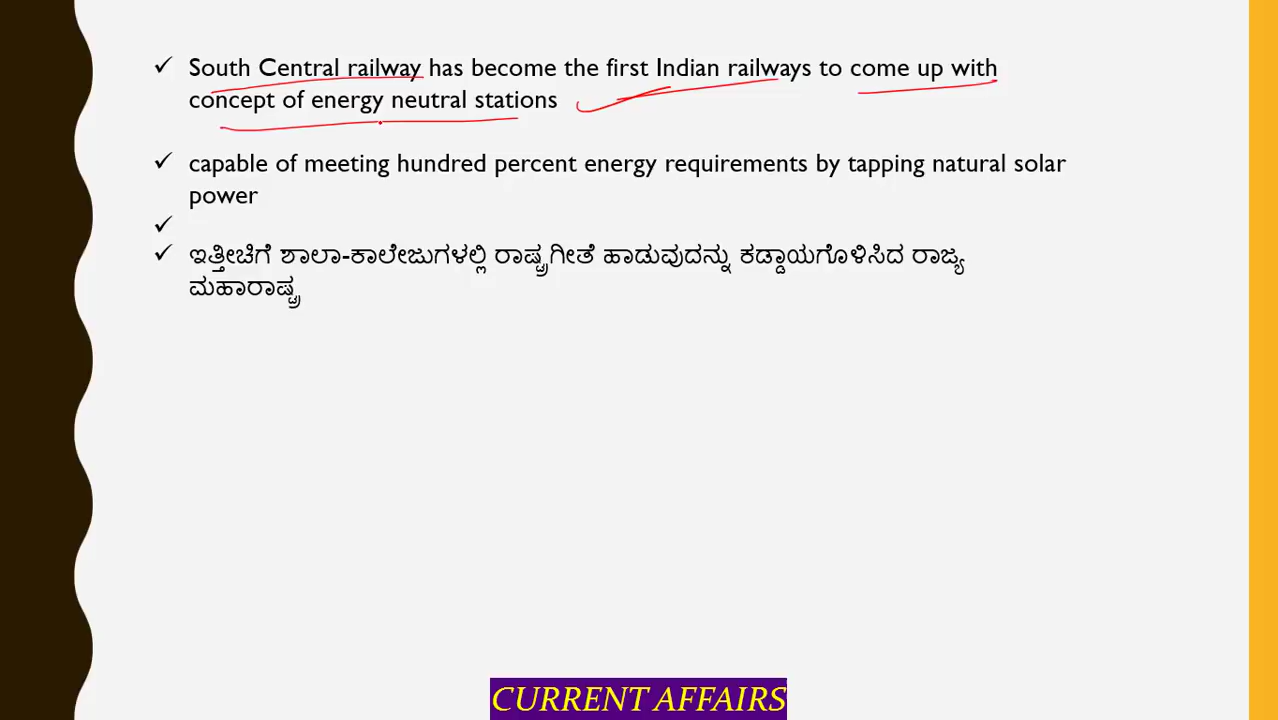 South Central railway has become the first Indian railways to come up with
concept of energy neutral stations
capable of meeting hundred percent energy requirements by tapping natural solar
power
ಇತ್ತೀಚಿಗೆ ಶಾಲಾ-ಕಾಲೇಜುಗಳಲ್ಲಿ ರಾಷ್ಟ್ರಗೀತೆ ಹಾಡುವುದನ್ನು ಕಡ್ಡಾಯಗೊಳಿಸಿದ ರಾಜ್ಯ
ಮಹಾರಾಷ್ಟ್ರ
CURRENT AFFAIRS